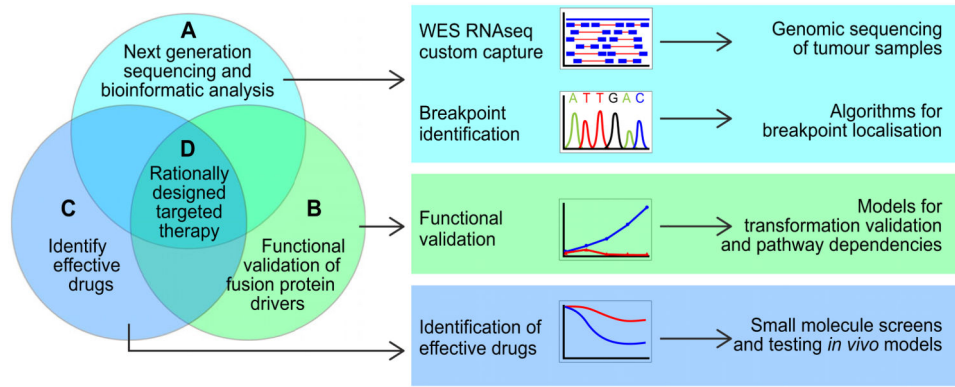 A
Next generation
sequencing and
bioinformatic analysis
D
Rationally
designed
targeted
therapy
C
Identify
effective
drugs
B
Functional
validation of
fusion protein
drivers
WES RNAseq
custom capture
Genomic sequencing
of tumour samples
Breakpoint
identification
A T T G A C
Algorithms for
breakpoint localisation
Functional
validation
Models for
transformation validation
and pathway dependencies
Identification of
effective drugs
Small molecule screens
and testing in vivo models